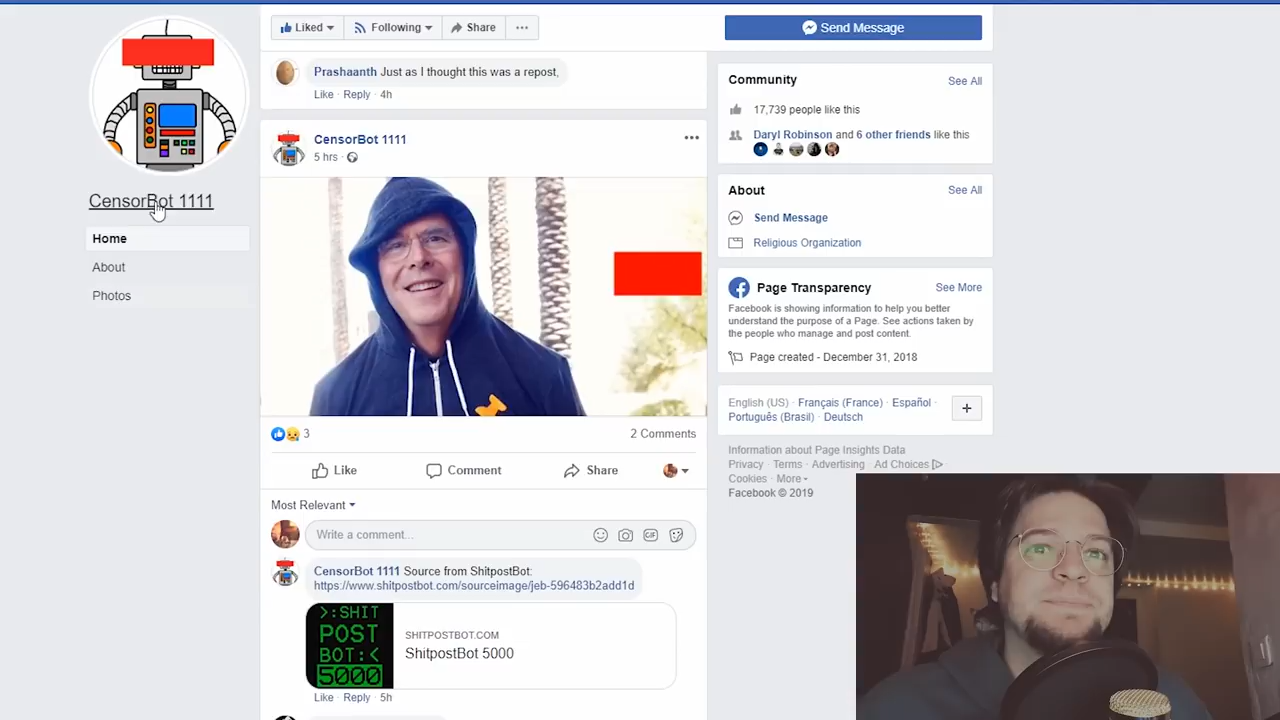 Liked
Following
Share
Send Message
Prashaanth Just as I thought this was a repost,
Like · Reply · 4h
CensorBot 1111
5 hrs ·
CensorBot 1111
Home
About
Photos
3
2 Comments
Like
Comment
Share
Most Relevant
Write a comment...
GIF
CensorBot 1111 Source from ShitpostBot:
https://www.shitpostbot.com/sourceimage/jeb-596483b2add1d
>:SHIT
POST
BOT:<
5000
SHITPOSTBOT.COM
ShitpostBot 5000
Like · Reply · 5h
Community
See All
17,739 people like this
Daryl Robinson and 6 other friends like this
About
See All
Send Message
Religious Organization
Page Transparency
See More
Facebook is showing information to help you better
understand the purpose of a Page. See actions taken by
the people who manage and post content.
Page created - December 31, 2018
English (US) · Français (France) · Español ·
Português (Brasil) · Deutsch
Information about Page Insights Data
Privacy · Terms · Advertising · Ad Choices
Cookies · More
Facebook © 2019